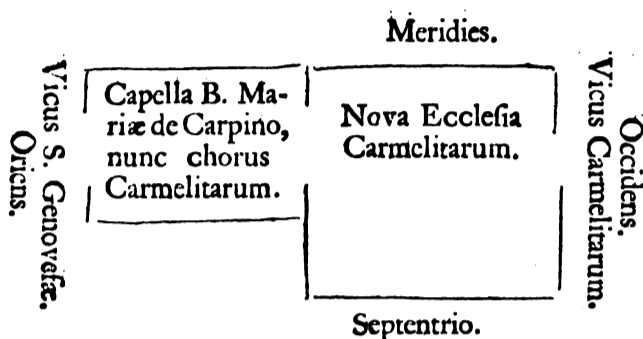 Meridies.
Vicus S. Genovefæ.
Oriens.
Capella B. Ma-
riæ de Carpino,
nunc chorus
Carmelitarum.
Nova Eccleſia
Carmelitarum.
Occidens.
Vicus Carmelitarum.
Septentrio.